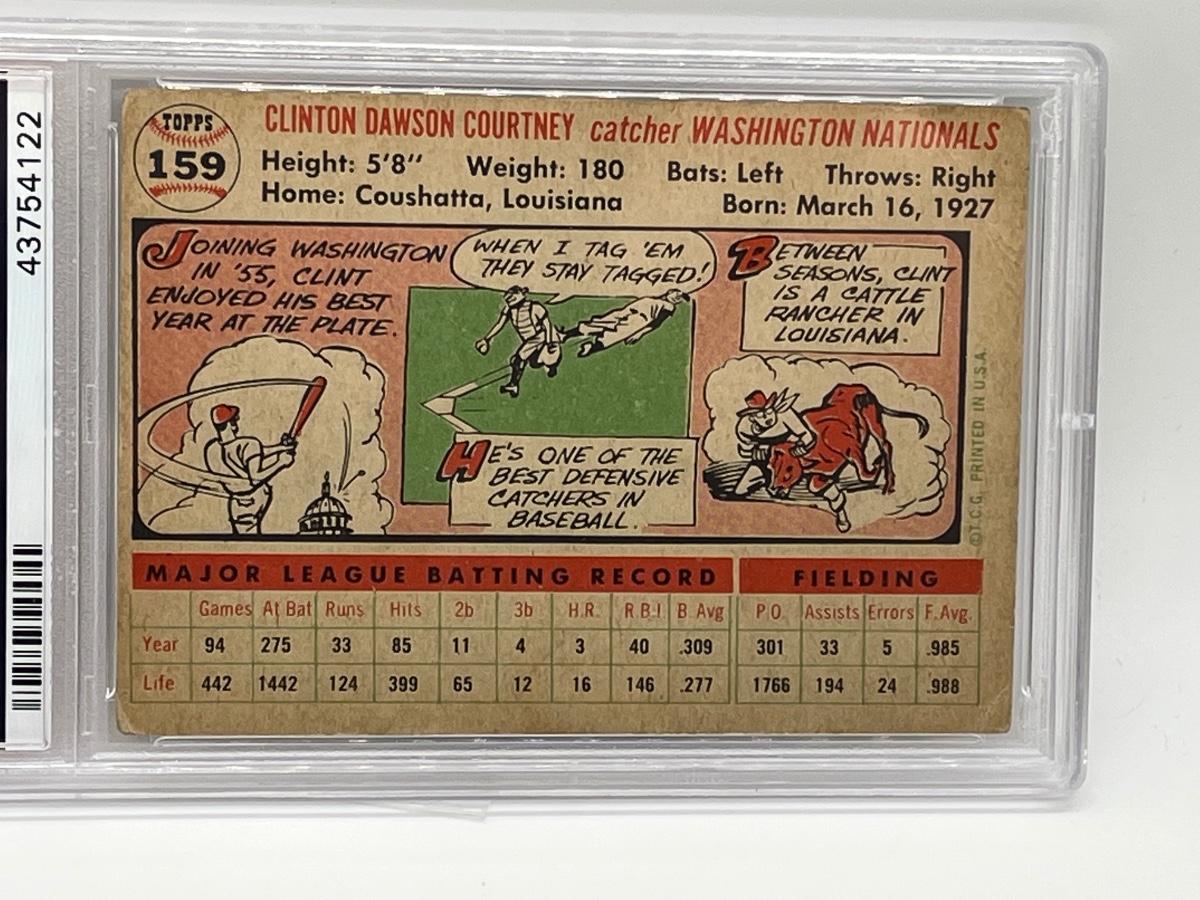 43754122
TOPPS
159
CLINTON DAWSON COURTNEY catcher WASHINGTON NATIONALS
Height: 5'8" Weight: 180 Bats: Left Throws: Right
Home: Coushatta, Louisiana Born: March 16, 1927
JOINING WASHINGTON
IN '55, CLINT
ENJOYED HIS BEST
YEAR AT THE PLATE.
WHEN I TAG 'EM
THEY STAY TAGGED!
HE'S ONE OF THE
BEST DEFENSIVE
CATCHERS IN
BASEBALL.
BETWEEN
SEASONS, CLINT
IS A CATTLE
RANCHER IN
LOUISIANA.
©T.C.G. PRINTED IN U.S.A.
MAJOR LEAGUE BATTING RECORD FIELDING
Games At Bat Runs Hits 2b 3b H.R. R.B.I. B Avg P.O. Assists Errors F. Avg.
Year 94 275 33 85 11 4 3 40 .309 301 33 5 .985
Life 442 1442 124 399 65 12 16 146 .277 1766 194 24 .988